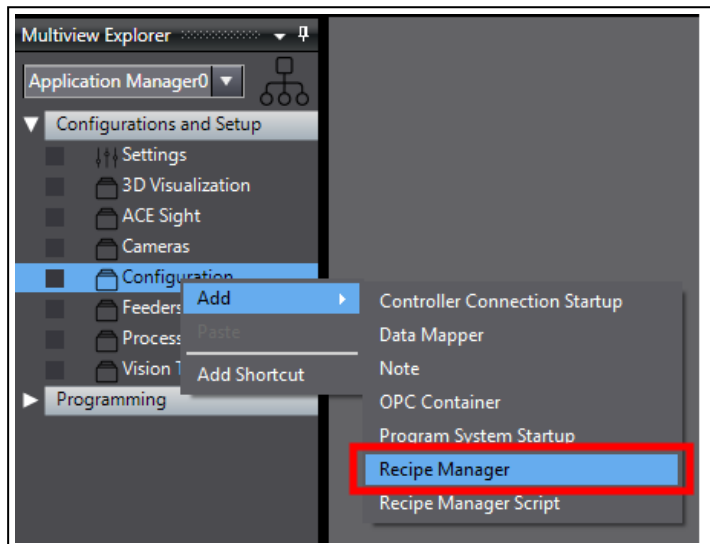 Multiview Explorer
Application Manager0
Configurations and Setup
Settings
3D Visualization
ACE Sight
Cameras
Configuration
Feeders
Process
Vision T
Programming
Add
Paste
Add Shortcut
Controller Connection Startup
Data Mapper
Note
OPC Container
Program System Startup
Recipe Manager
Recipe Manager Script